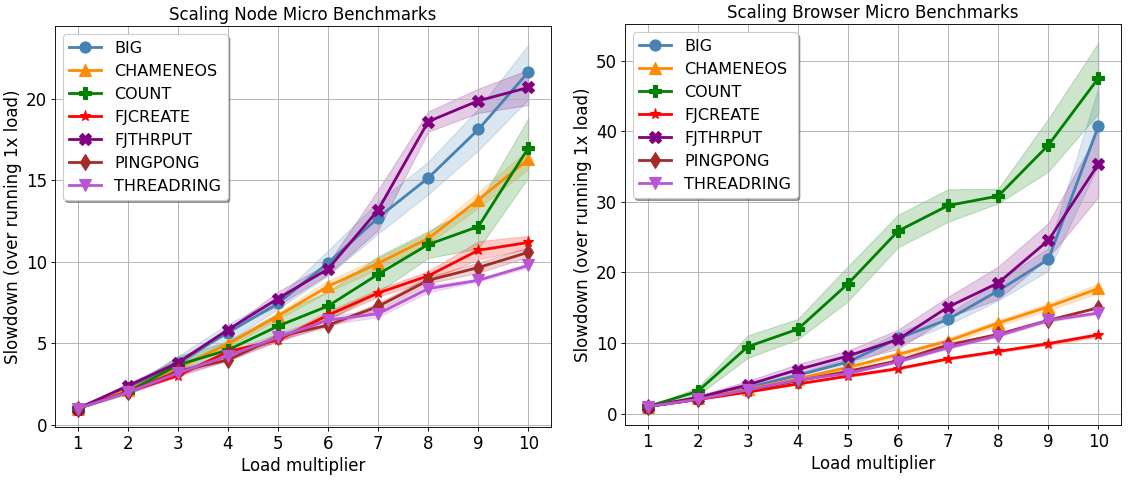 Scaling Node Micro Benchmarks
Slowdown (over running 1x load)
20
15
10
5
0
BIG
CHAMENEOS
COUNT
FJCREATE
FJTHRPUT
PINGPONG
THREADRING
1 2 3 4 5 6 7 8 9 10
Load multiplier
Scaling Browser Micro Benchmarks
Slowdown (over running 1x load)
50
40
30
20
10
0
BIG
CHAMENEOS
COUNT
FJCREATE
FJTHRPUT
PINGPONG
THREADRING
1 2 3 4 5 6 7 8 9 10
Load multiplier